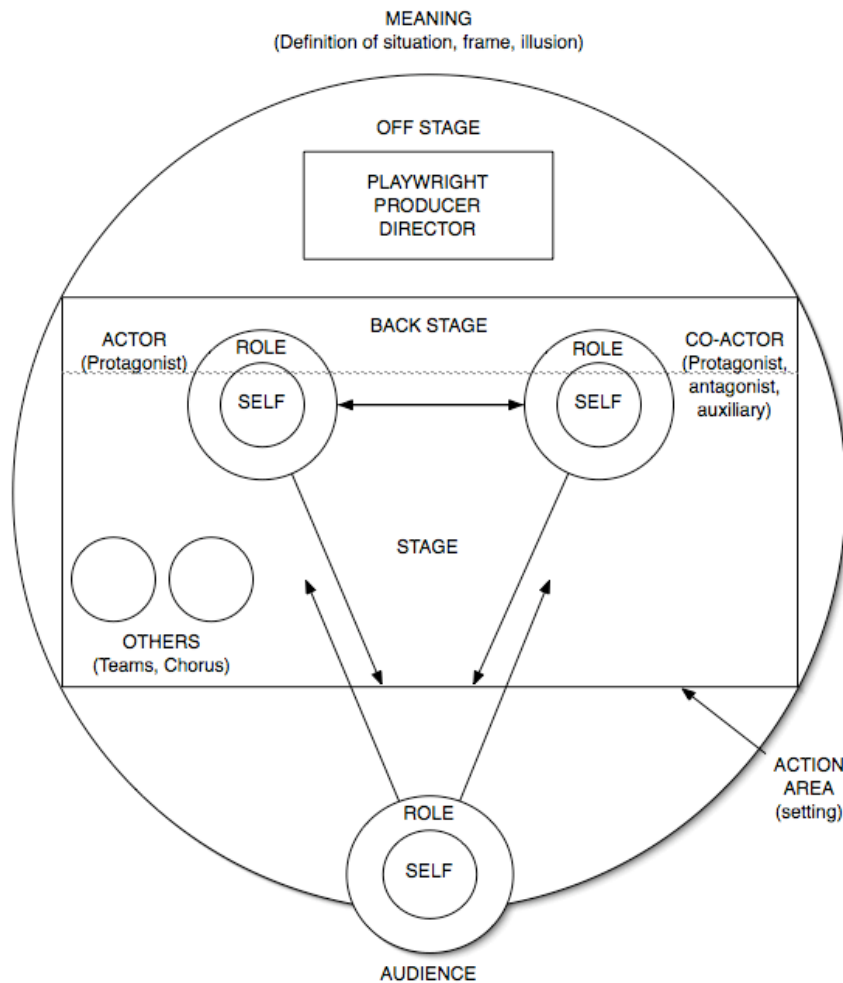 MEANING
(Definition of situation, frame, illusion)
OFF STAGE
PLAYWRIGHT
PRODUCER
DIRECTOR
BACK STAGE
ACTOR
(Protagonist)
ROLE
SELF
ROLE
SELF
CO-ACTOR
(Protagonist,
antagonist,
auxiliary)
STAGE
OTHERS
(Teams, Chorus)
ACTION
AREA
(setting)
ROLE
SELF
AUDIENCE